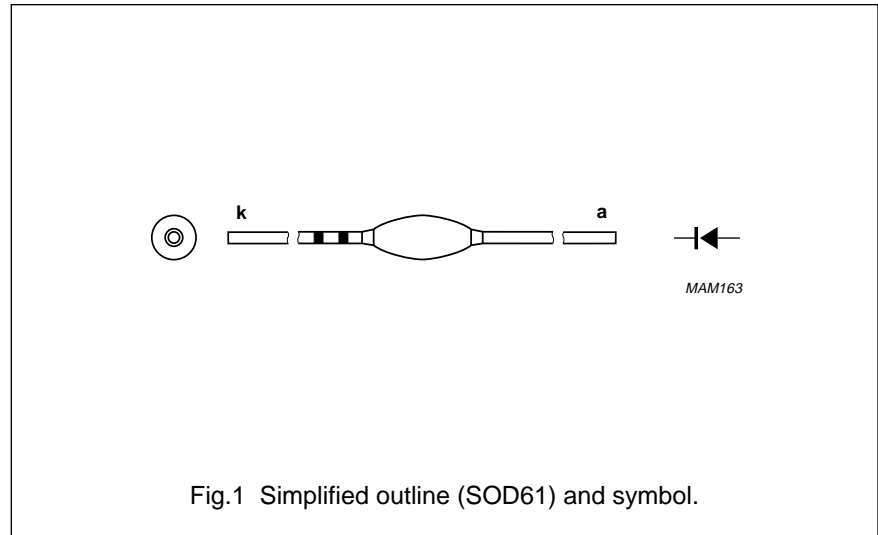 k
a
MAM163
Fig.1 Simplified outline (SOD61) and symbol.